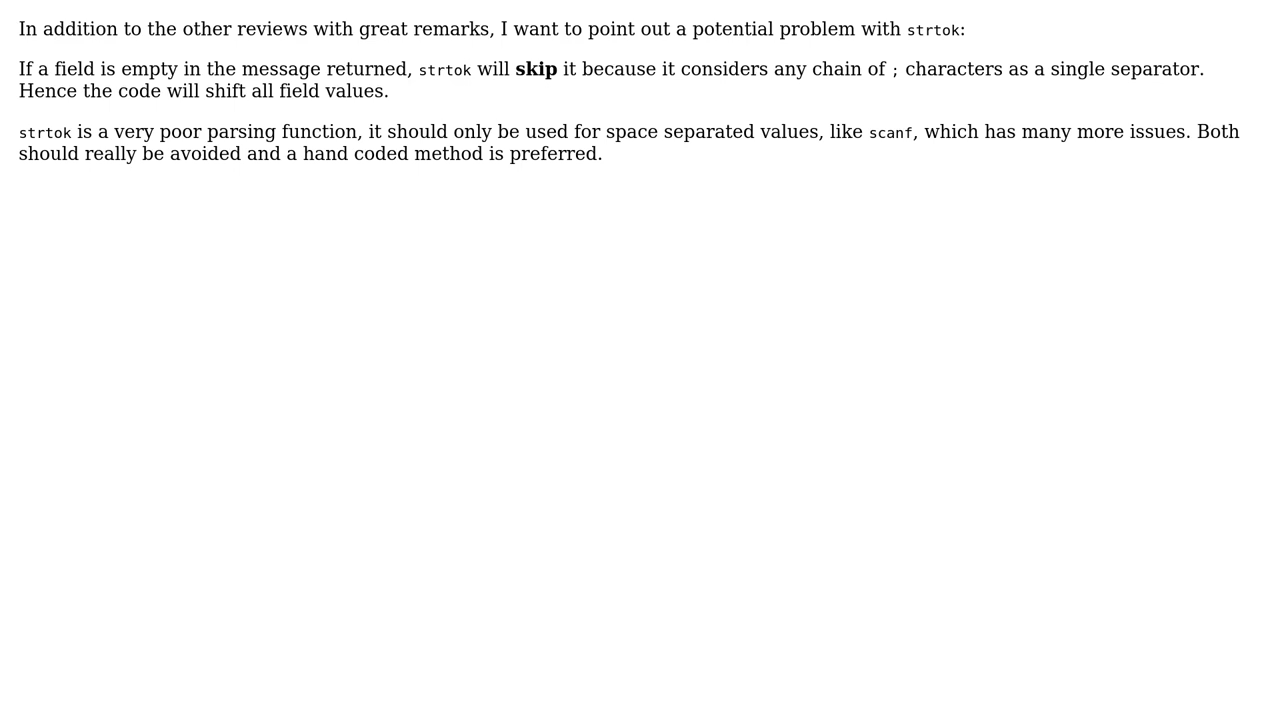 In addition to the other reviews with great remarks, I want to point out a potential problem with strtok:
If a field is empty in the message returned, strtok will skip it because it considers any chain of ; characters as a single separator.
Hence the code will shift all field values.
strtok is a very poor parsing function, it should only be used for space separated values, like scanf, which has many more issues. Both
should really be avoided and a hand coded method is preferred.